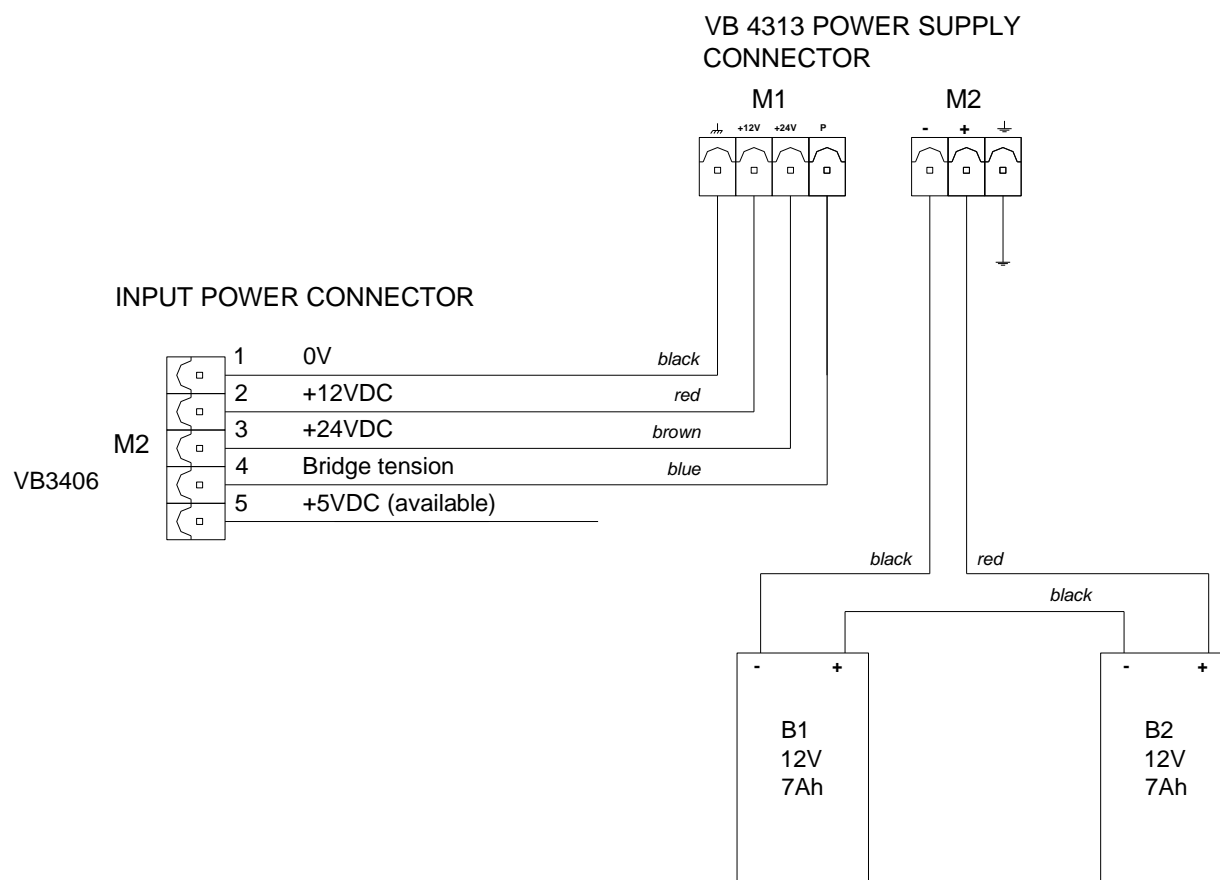 VB 4313 POWER SUPPLY
CONNECTOR
M1 M2
+12V +24V P - +
INPUT POWER CONNECTOR
1 0V black
2 +12VDC red
3 +24VDC brown
M2
4 Bridge tension blue
VB3406
5 +5VDC (available)
black red
black
- + - +
B1 B2
12V 12V
7Ah 7Ah